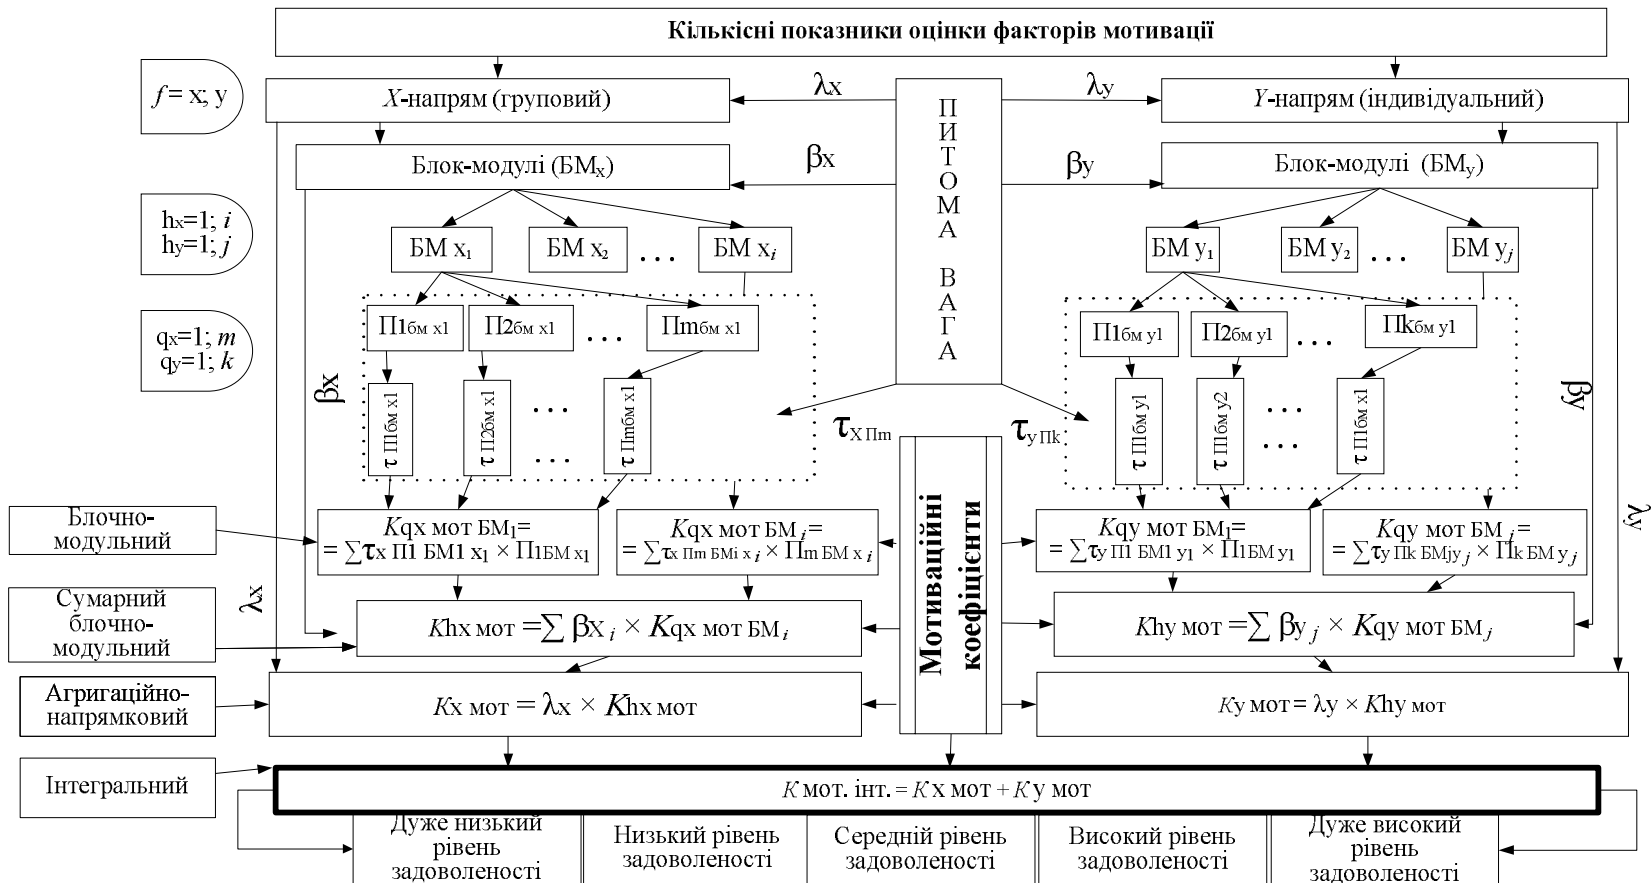 Кількісні показники оцінки факторів мотивації
f = x; y
X-напрям (груповий)
λx
ПИТОМА ВАГА
λy
Y-напрям (індивідуальний)
Блок-модулі (БМx)
βx
βy
Блок-модулі (БМy)
hx=1; i
hy=1; j
БМ x1
БМ x2
...
БМ xi
БМ y1
БМ y2
...
БМ yj
qx=1; m
qy=1; k
П1бм x1
П2бм x1
...
Пmбм x1
П1бм y1
П2бм y1
...
Пkбм y1
βx
τ П1бм x1
τ П2бм x1
...
...
τ Пmбм x1
τX Пm
τy Пk
τ П1бм y1
τ П1бм y2
...
...
τ П1бм x1
βy
Мотиваційні
коефіцієнти
Блочно-
модульний
Kqx мот БМ1=
= ∑τx П1 БМ1 x1 × П1БМ x1
Kqx мот БМi=
= ∑τx Пm БМi xi × Пm БМ xi
Kqy мот БМ1=
= ∑τy П1 БМ1 y1 × П1БМ y1
Kqy мот БМj=
= ∑τy Пk БМjyj × Пk БМ yj
λy
λx
Сумарний
блочно-
модульний
Khx мот =∑ βXi × Kqx мот БМi
Khy мот =∑ βyj × Kqy мот БМj
Агригаційно-
напрямковий
Kx мот = λx × Khx мот
Ky мот = λy × Khy мот
Інтегральний
K мот. інт. = K x мот + K y мот
Дуже низький
рівень
задоволеності
Низький рівень
задоволеності
Середній рівень
задоволеності
Високий рівень
задоволеності
Дуже високий
рівень
задоволеності